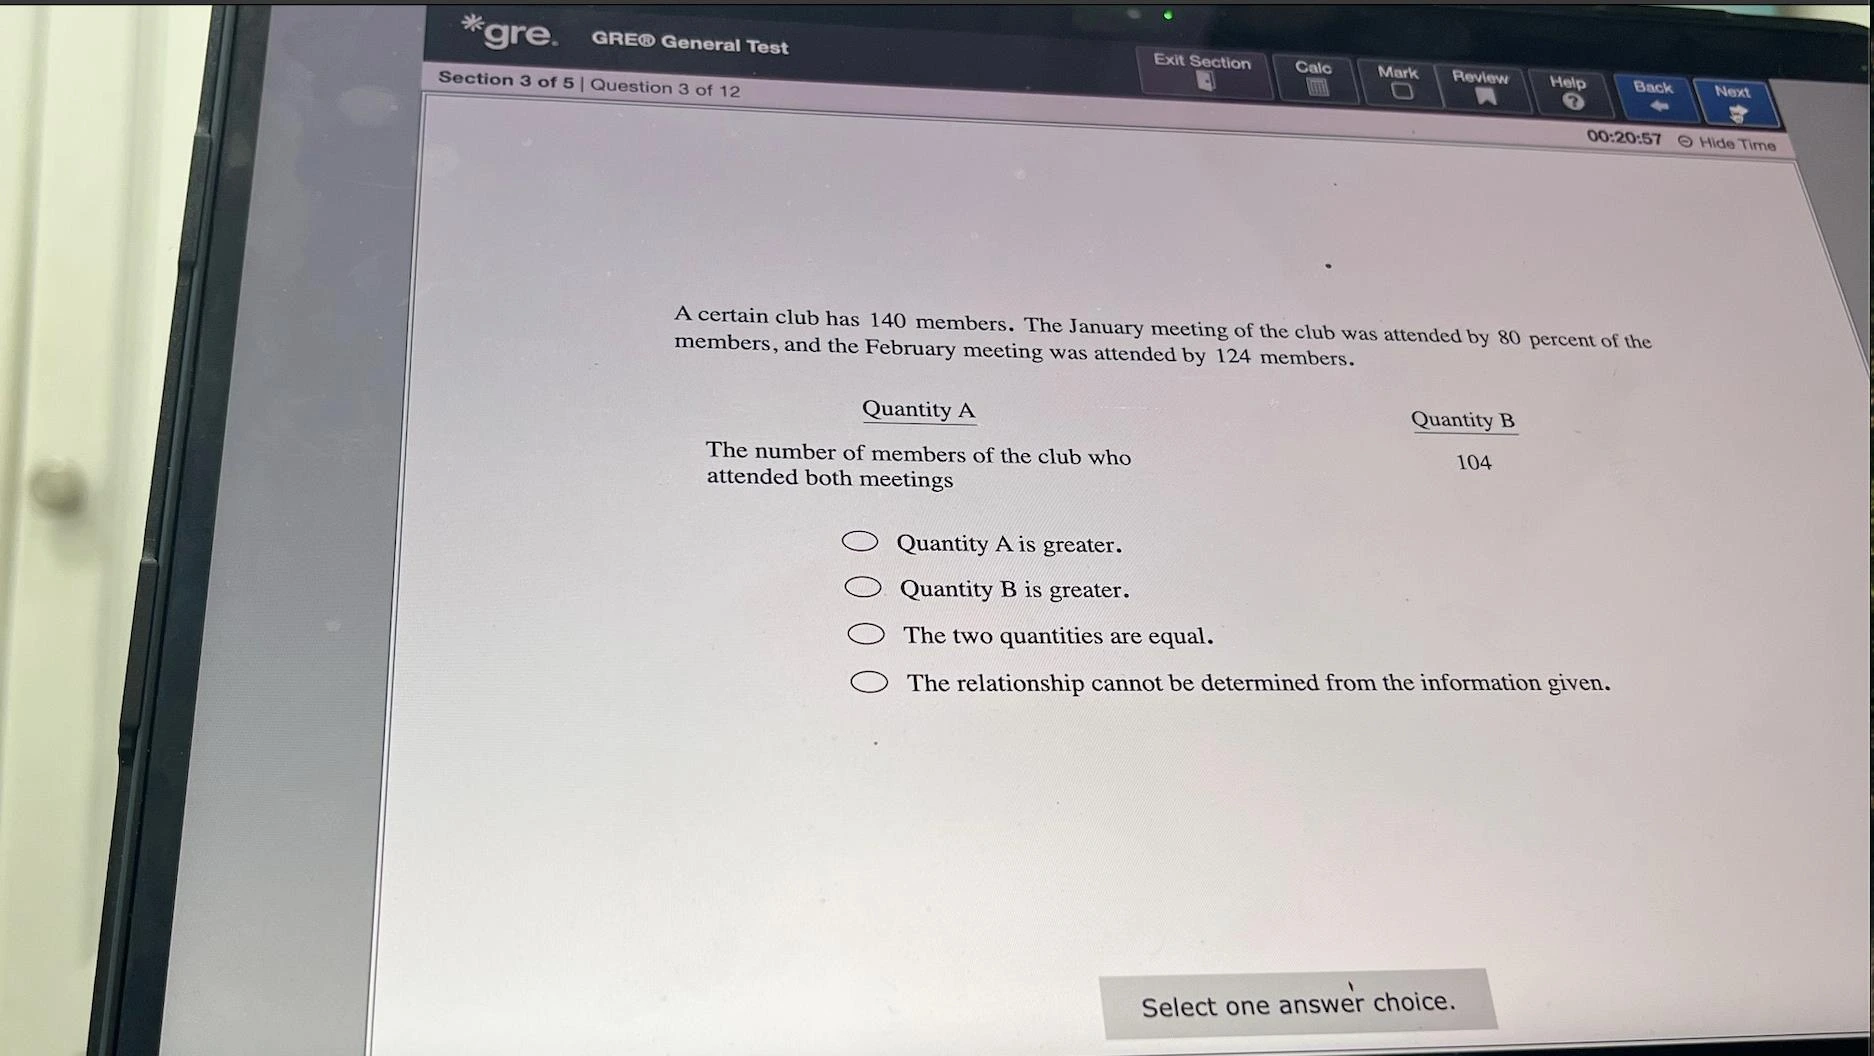 *gre.
GRE® General Test
Exit Section
Calc
Mark
Review
Help
Back
Next
Section 3 of 5 | Question 3 of 12
00:20:57
Hide Time
A certain club has 140 members. The January meeting of the club was attended by 80 percent of the
members, and the February meeting was attended by 124 members.
Quantity A
Quantity B
The number of members of the club who
attended both meetings
104
Quantity A is greater.
Quantity B is greater.
The two quantities are equal.
The relationship cannot be determined from the information given.
Select one answer choice.